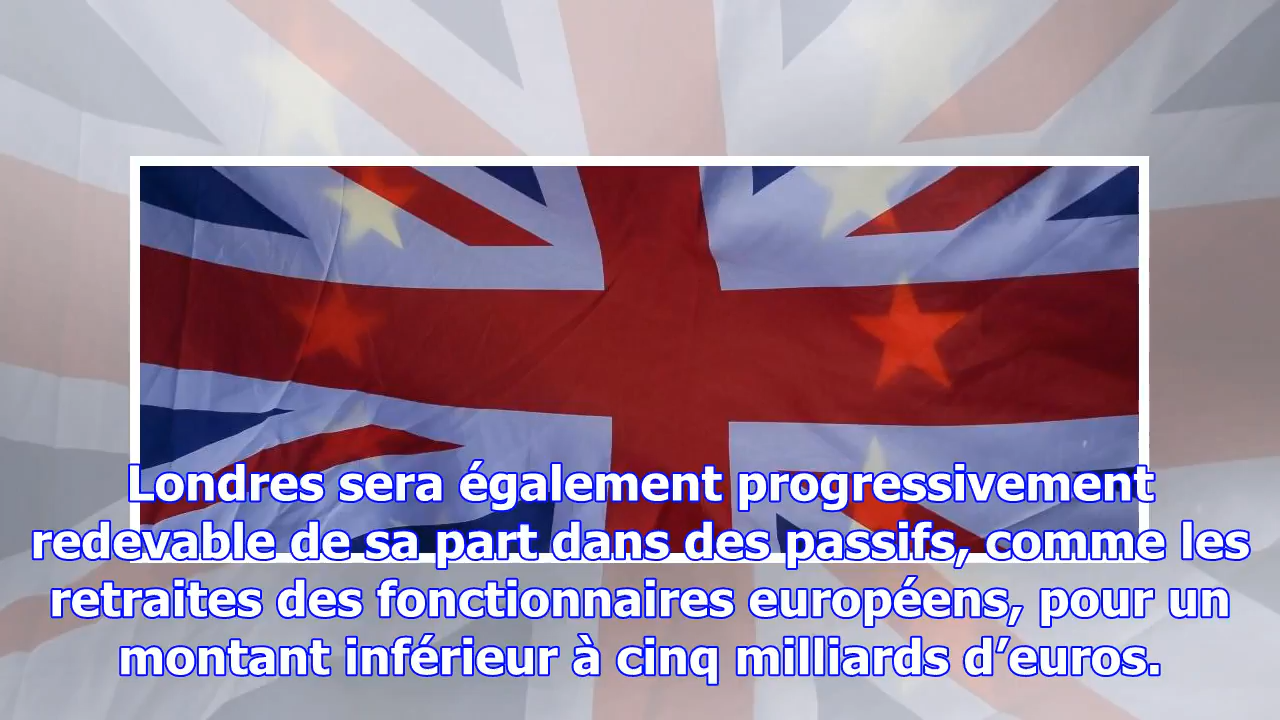 Londres sera également progressivement
redevable de sa part dans des passifs, comme les
retraites des fonctionnaires européens, pour un
montant inférieur à cinq milliards d’euros.